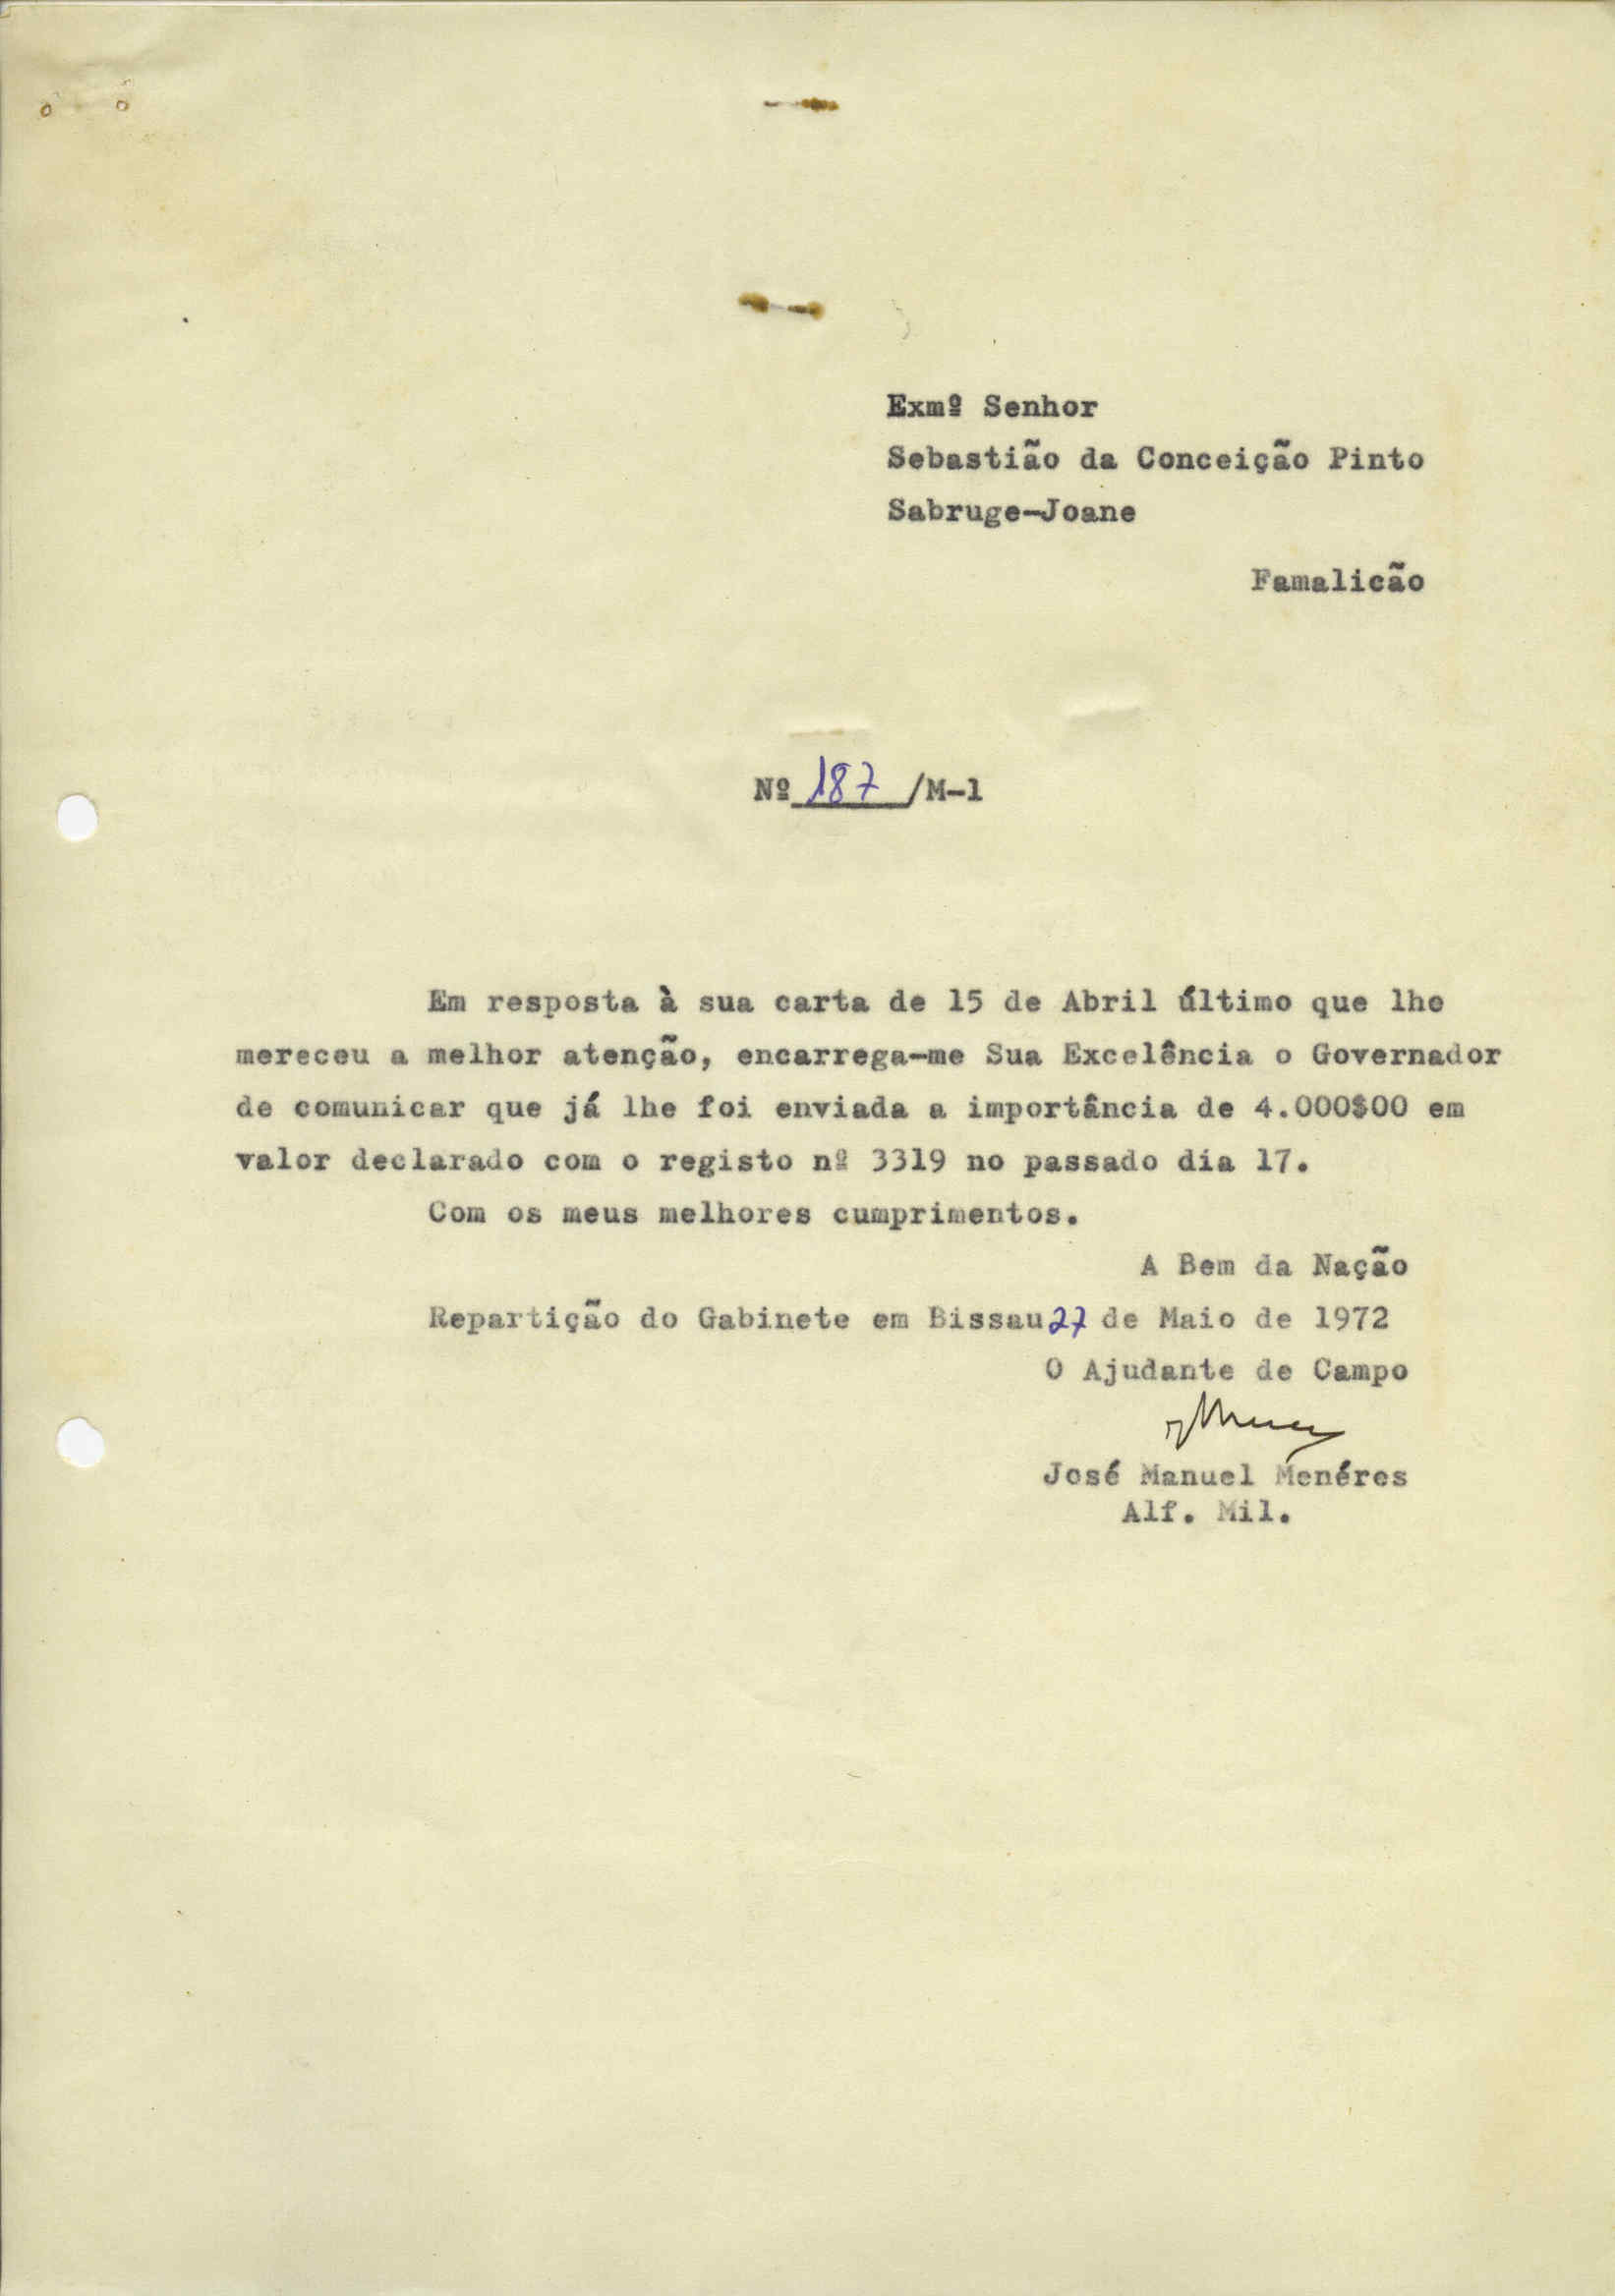 Exmº Senhor
Sebastião da Conceição Pinto
Sabruge-Joane
Famalicão
Nº 187 /M-1
Em resposta à sua carta de 15 de Abril último que lhe
mereceu a melhor atenção, encarrega-me Sua Excelência o Governador
de comunicar que já lhe foi enviada a importância de 4.000$00 em
valor declarado com o registo nº 3319 no passado dia 17.
Com os meus melhores cumprimentos.
A Bem da Nação
Repartição do Gabinete em Bissau 27 de Maio de 1972
O Ajudante de Campo
José Manuel Menéres
Alf. Mil.